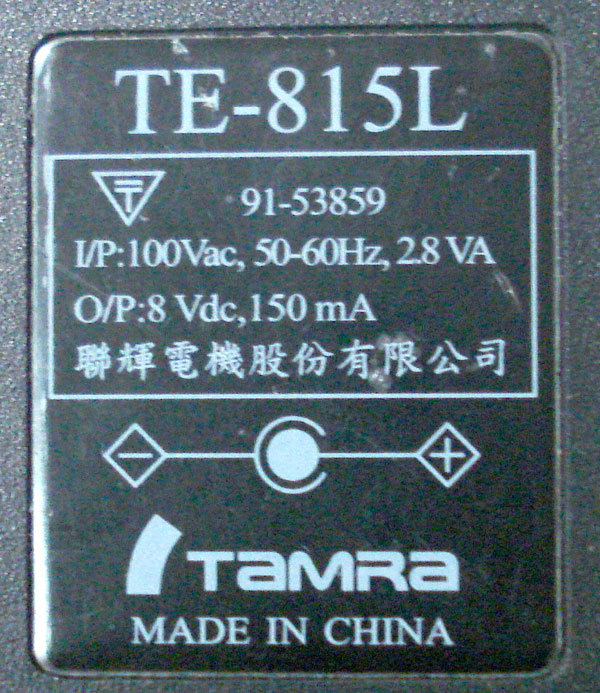 TE-815L
91-53859
I/P:100Vac, 50-60Hz, 2.8 VA
O/P:8 Vdc,150 mA
聯輝電機股份有限公司
TAMRA
MADE IN CHINA